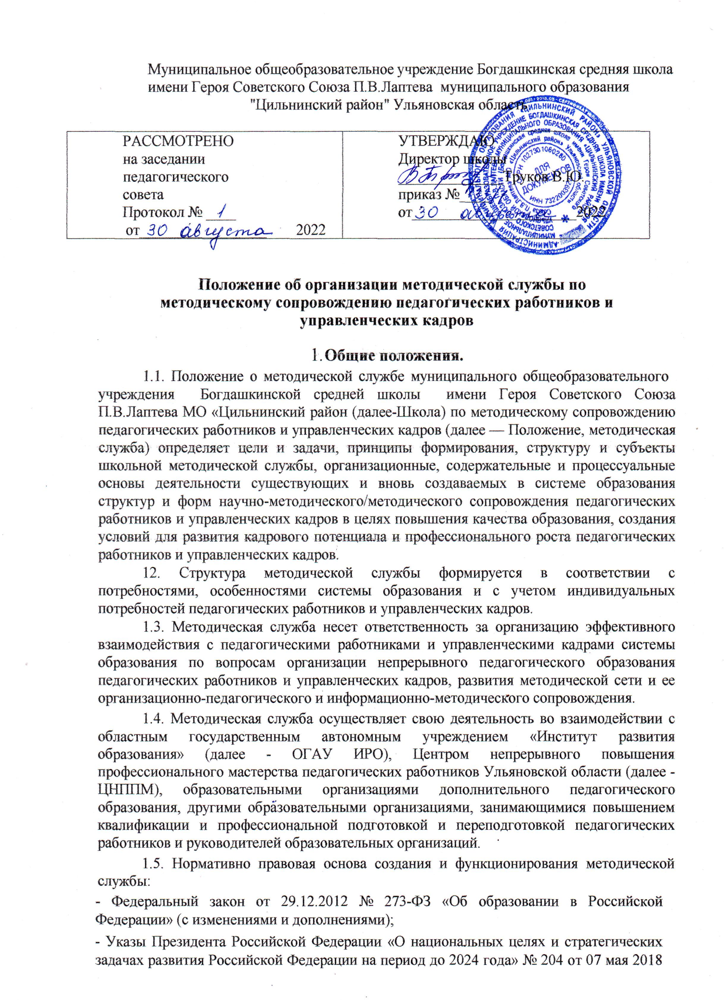 Муниципальное общеобразовательное учреждение Богдашкинская средняя школа
имени Героя Советского Союза П.В.Лаптева муниципального образования
"Цильнинский район" Ульяновская область
РАССМОТРЕНО
на заседании
педагогического
совета
Протокол № 1
от 30 августа 2022
УТВЕРЖДАЮ
Директор школы
Труков В.Ю.
приказ №
от 30 августа 2022
ДЛЯ
ДОКУМЕНТОВ
Положение об организации методической службы по
методическому сопровождению педагогических работников и
управленческих кадров
1. Общие положения.
1.1. Положение о методической службе муниципального общеобразовательного
учреждения Богдашкинской средней школы имени Героя Советского Союза
П.В.Лаптева МО «Цильнинский район (далее-Школа) по методическому сопровождению
педагогических работников и управленческих кадров (далее — Положение, методическая
служба) определяет цели и задачи, принципы формирования, структуру и субъекты
школьной методической службы, организационные, содержательные и процессуальные
основы деятельности существующих и вновь создаваемых в системе образования
структур и форм научно-методического/методического сопровождения педагогических
работников и управленческих кадров в целях повышения качества образования, создания
условий для развития кадрового потенциала и профессионального роста педагогических
работников и управленческих кадров.
12. Структура методической службы формируется в соответствии с
потребностями, особенностями системы образования и с учетом индивидуальных
потребностей педагогических работников и управленческих кадров.
1.3. Методическая служба несет ответственность за организацию эффективного
взаимодействия с педагогическими работниками и управленческими кадрами системы
образования по вопросам организации непрерывного педагогического образования
педагогических работников и управленческих кадров, развития методической сети и ее
организационно-педагогического и информационно-методического сопровождения.
1.4. Методическая служба осуществляет свою деятельность во взаимодействии с
областным государственным автономным учреждением «Институт развития
образования» (далее - ОГАУ ИРО), Центром непрерывного повышения
профессионального мастерства педагогических работников Ульяновской области (далее -
ЦНППМ), образовательными организациями дополнительного педагогического
образования, другими образовательными организациями, занимающимися повышением
квалификации и профессиональной подготовкой и переподготовкой педагогических
работников и руководителей образовательных организаций.
1.5. Нормативно правовая основа создания и функционирования методической
службы:
- Федеральный закон от 29.12.2012 № 273-ФЗ «Об образовании в Российской
Федерации» (с изменениями и дополнениями);
- Указы Президента Российской Федерации «О национальных целях и стратегических
задачах развития Российской Федерации на период до 2024 года» № 204 от 07 мая 2018